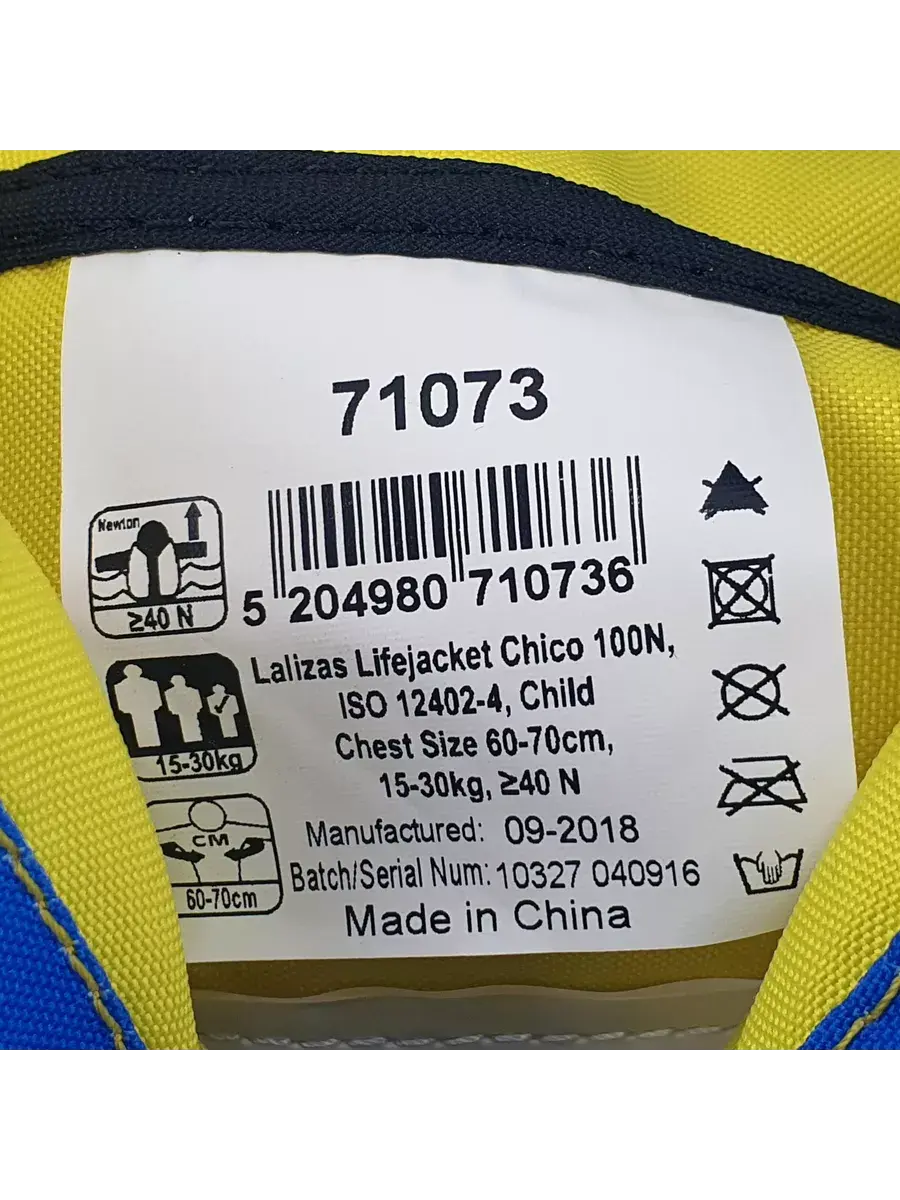 71073
5 204980 710736
Newton
≥40 N
Lalizas Lifejacket Chico 100N,
ISO 12402-4, Child
Chest Size 60-70cm,
15-30kg, ≥40 N
15-30kg
Manufactured: 09-2018
CM
Batch/Serial Num: 10327 040916
60-70cm
Made in China